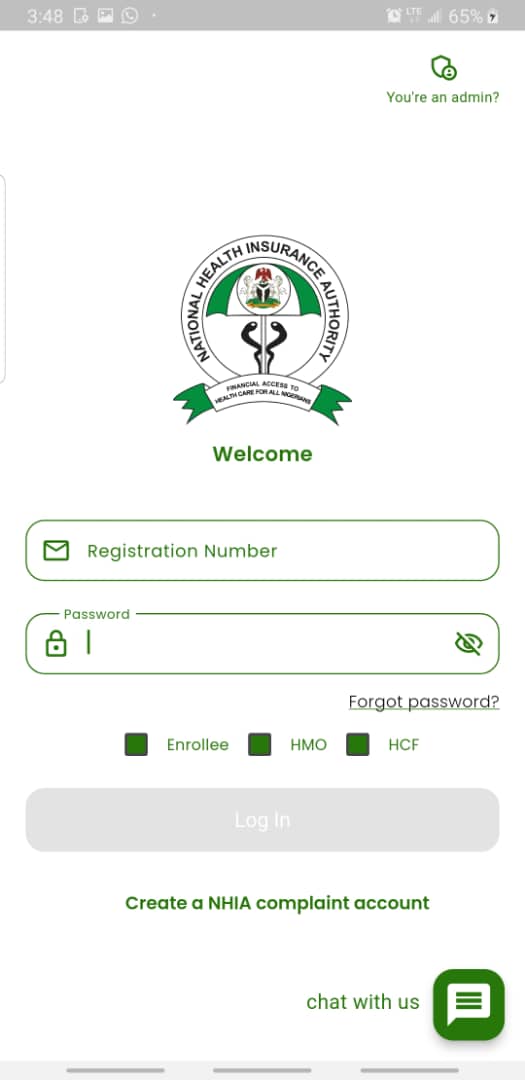 3:48
LTE 65%
You're an admin?
NATIONAL HEALTH INSURANCE AUTHORITY
FINANCIAL ACCESS TO
HEALTH CARE FOR ALL NIGERIANS
Welcome
Registration Number
Password
Forgot password?
Enrollee HMO HCF
Log In
Create a NHIA complaint account
chat with us